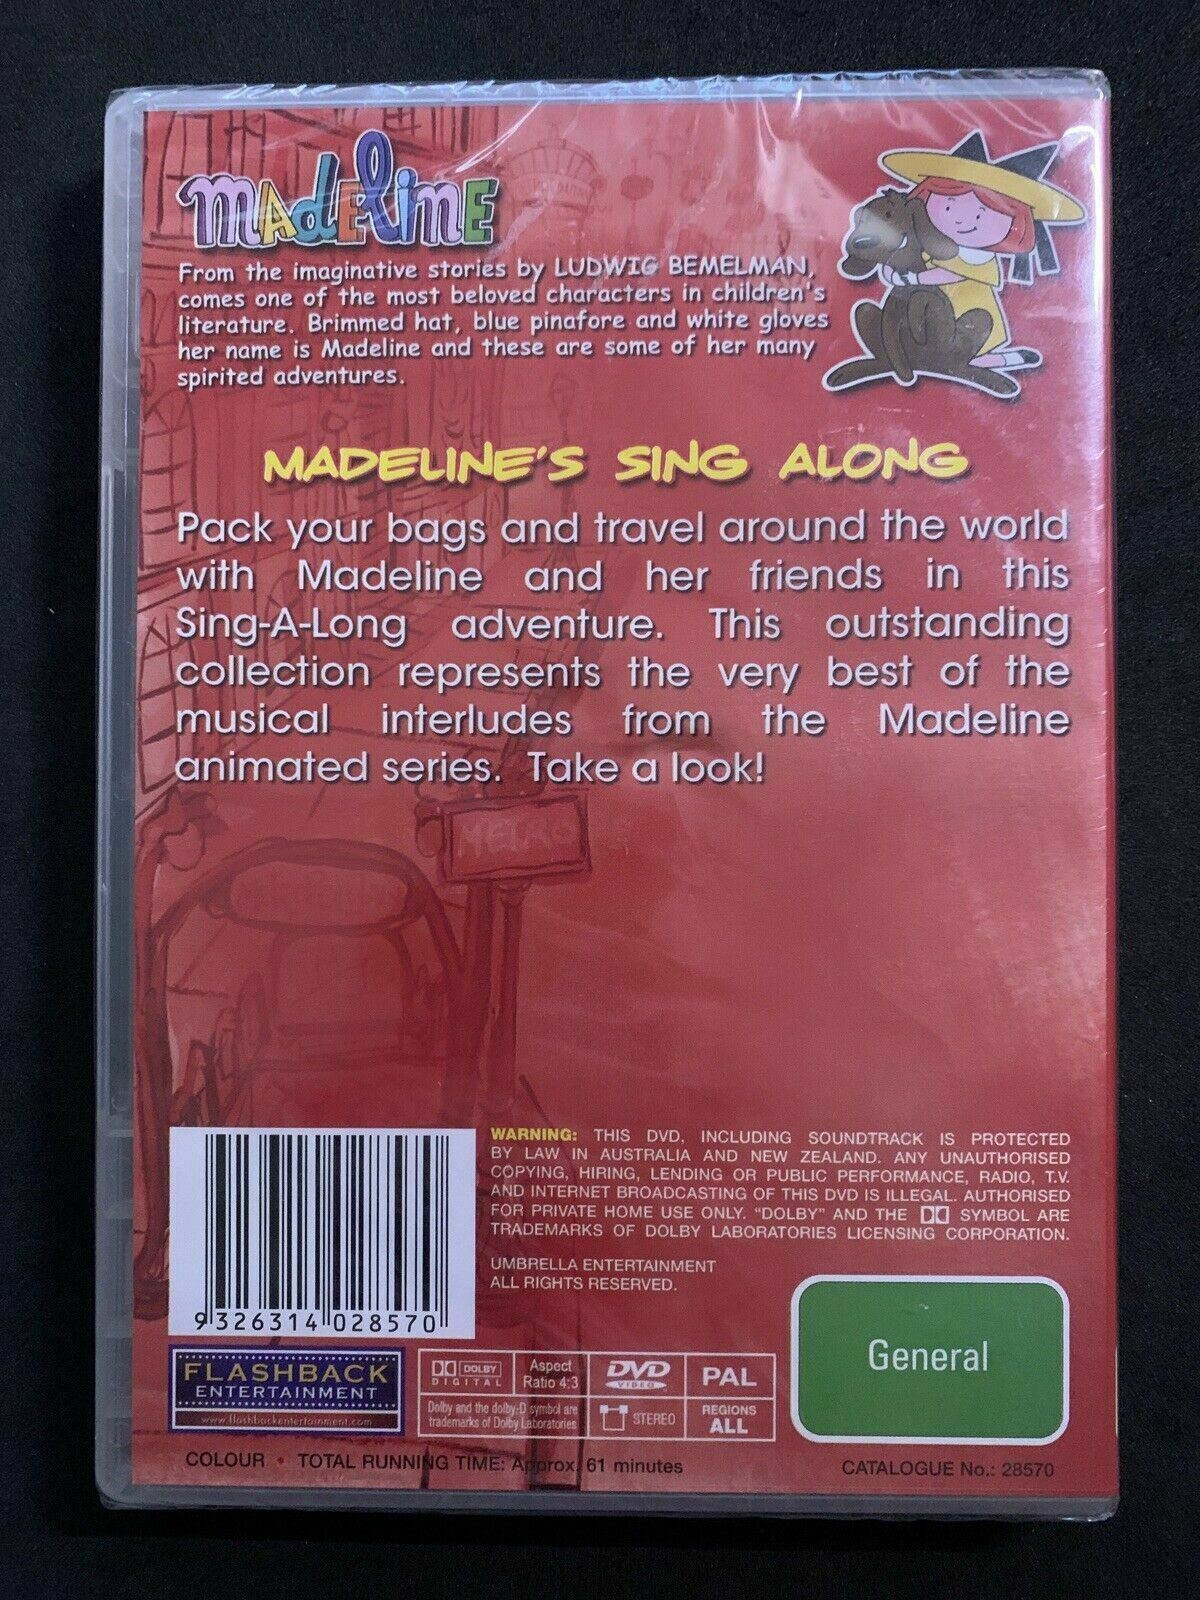 madeline
From the imaginative stories by LUDWIG BEMELMAN,
comes one of the most beloved characters in children's
literature. Brimmed hat, blue pinafore and white gloves
her name is Madeline and these are some of her many
spirited adventures.
MADELINE'S SING ALONG
Pack your bags and travel around the world
with Madeline and her friends in this
Sing-A-Long adventure. This outstanding
collection represents the very best of the
musical interludes from the Madeline
animated series. Take a look!
METRO
WARNING: THIS DVD, INCLUDING SOUNDTRACK IS PROTECTED
BY LAW IN AUSTRALIA AND NEW ZEALAND. ANY UNAUTHORISED
COPYING, HIRING, LENDING OR PUBLIC PERFORMANCE, RADIO, T.V.
AND INTERNET BROADCASTING OF THIS DVD IS ILLEGAL. AUTHORISED
FOR PRIVATE HOME USE ONLY. "DOLBY" AND THE SYMBOL ARE
TRADEMARKS OF DOLBY LABORATORIES LICENSING CORPORATION.
UMBRELLA ENTERTAINMENT
ALL RIGHTS RESERVED.
9 326314 028570
General
FLASHBACK
ENTERTAINMENT
www.flashbackentertainment.com
DOLBY
DIGITAL
Aspect
Ratio 4:3
DVD
VIDEO
PAL
Dolby and the dolby-D symbol are
trademarks of Dolby Laboratories
STEREO
REGIONS
ALL
COLOUR • TOTAL RUNNING TIME: Approx. 61 minutes
CATALOGUE No.: 28570